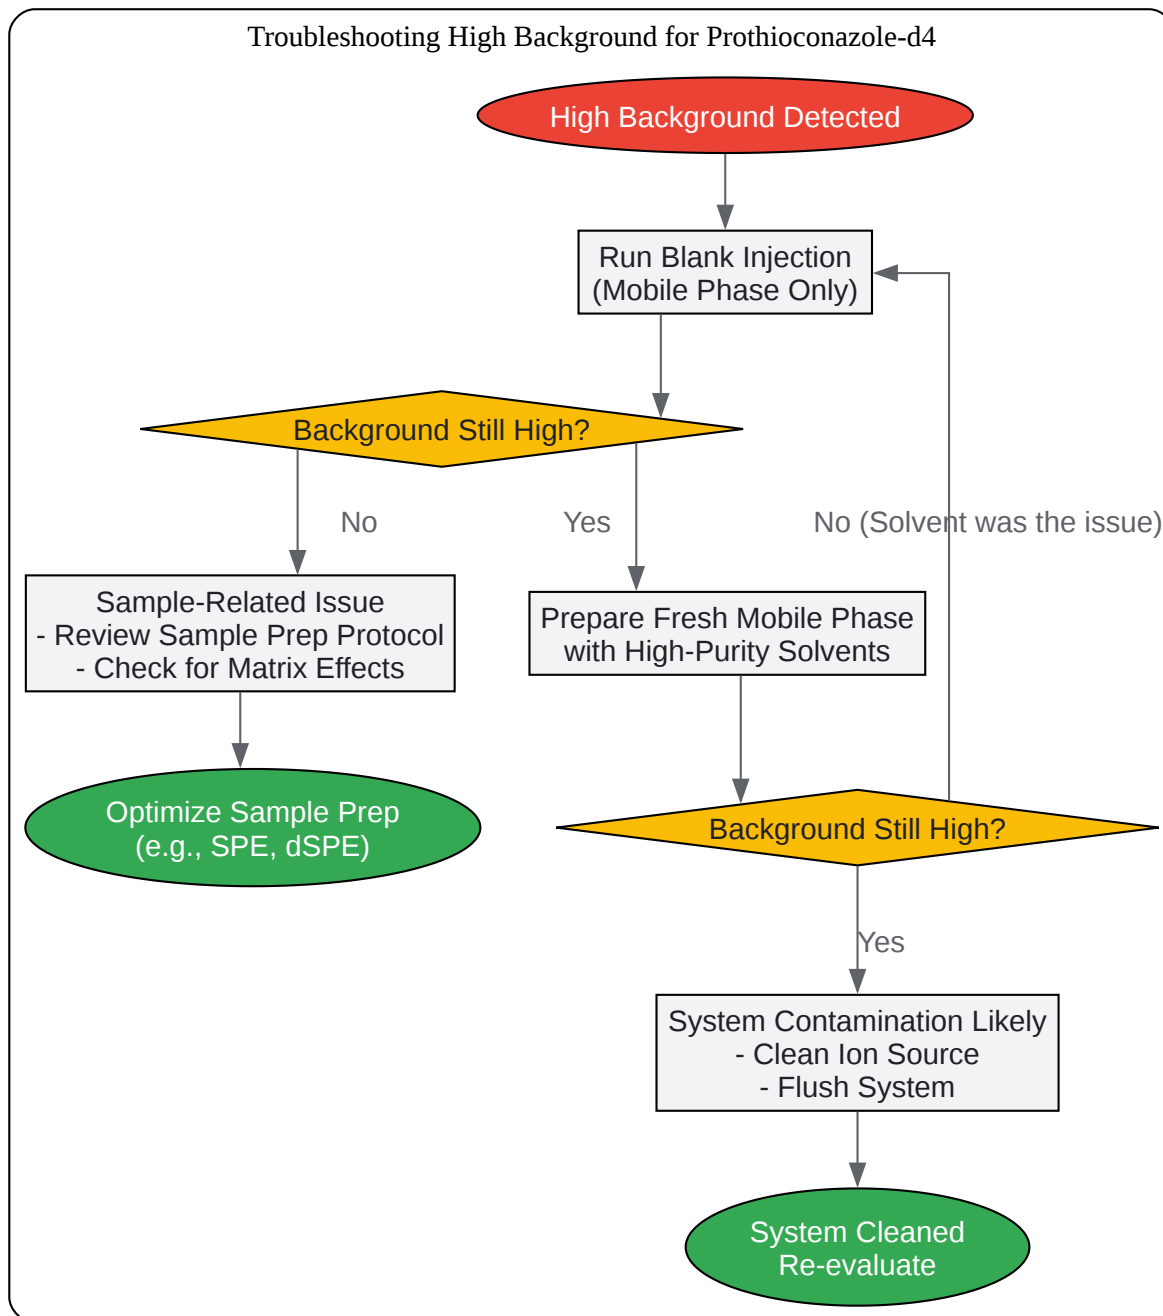 Troubleshooting High Background for Prothioconazole-d4
High Background Detected
Run Blank Injection
(Mobile Phase Only)
Background Still High?
No
Yes
No (Solvent was the issue)
Sample-Related Issue
- Review Sample Prep Protocol
- Check for Matrix Effects
Prepare Fresh Mobile Phase
with High-Purity Solvents
Optimize Sample Prep
(e.g., SPE, dSPE)
Background Still High?
Yes
System Contamination Likely
- Clean Ion Source
- Flush System
System Cleaned
Re-evaluate